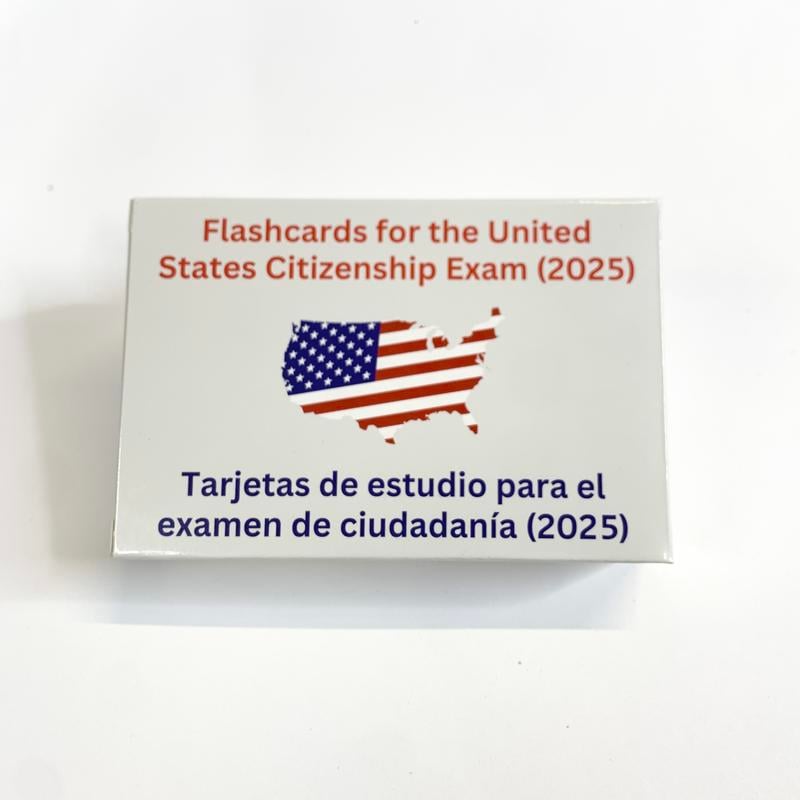 Flashcards for the United
States Citizenship Exam (2025)
Tarjetas de estudio para el
examen de ciudadanía (2025)